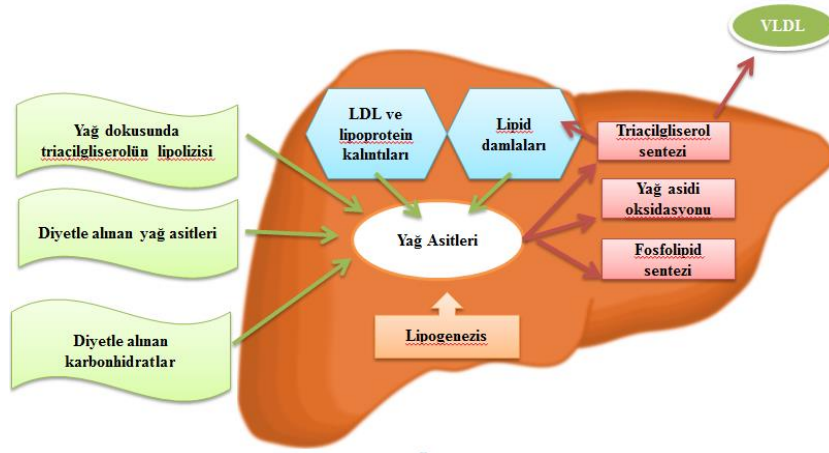 VLDL
Yağ dokusunda
triaçilgliserolün lipolizisi
LDL ve
lipoprotein
kalıntıları
Lipid
damlaları
Triaçilgliserol
sentezi
Diyetle alınan yağ asitleri
Yağ Asitleri
Yağ asidi
oksidasyonu
Fosfolipid
sentezi
Diyetle alınan
karbonhidratlar
Lipogenezis